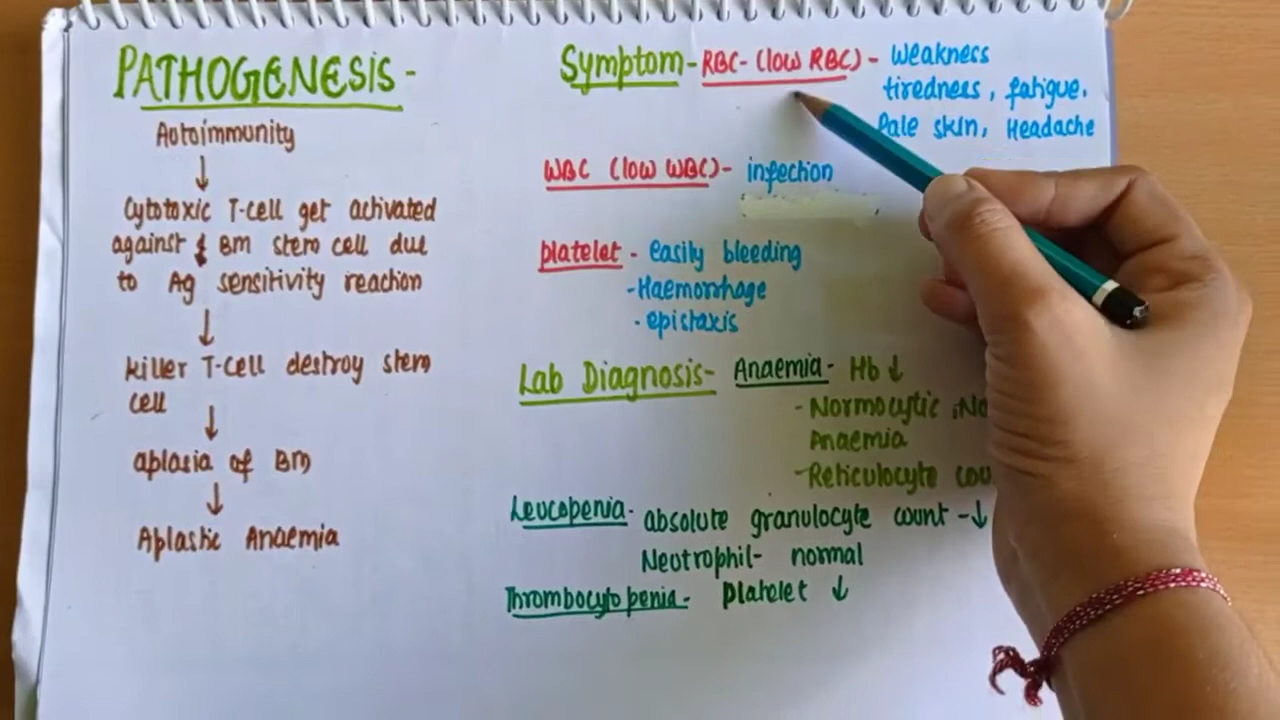 PATHOGENESIS -
Autoimmunity
Cytotoxic T-cell get activated
against BM stem cell due
to Ag sensitivity reaction
killer T-cell destroy stem
cell
aplasia of BM
Aplastic Anaemia
Symptom - RBC - (low RBC) - Weakness
tiredness, fatigue.
Pale skin, Headache
WBC (low WBC) - infection
platelet - easily bleeding
- Haemorrhage
- epistaxis
Lab Diagnosis - Anaemia - Hb ↓
- Normocytic,
Anaemia
- Reticulocyte
Leucopenia - absolute granulocyte count - ↓
Neutrophil - normal
Thrombocytopenia - Platelet ↓